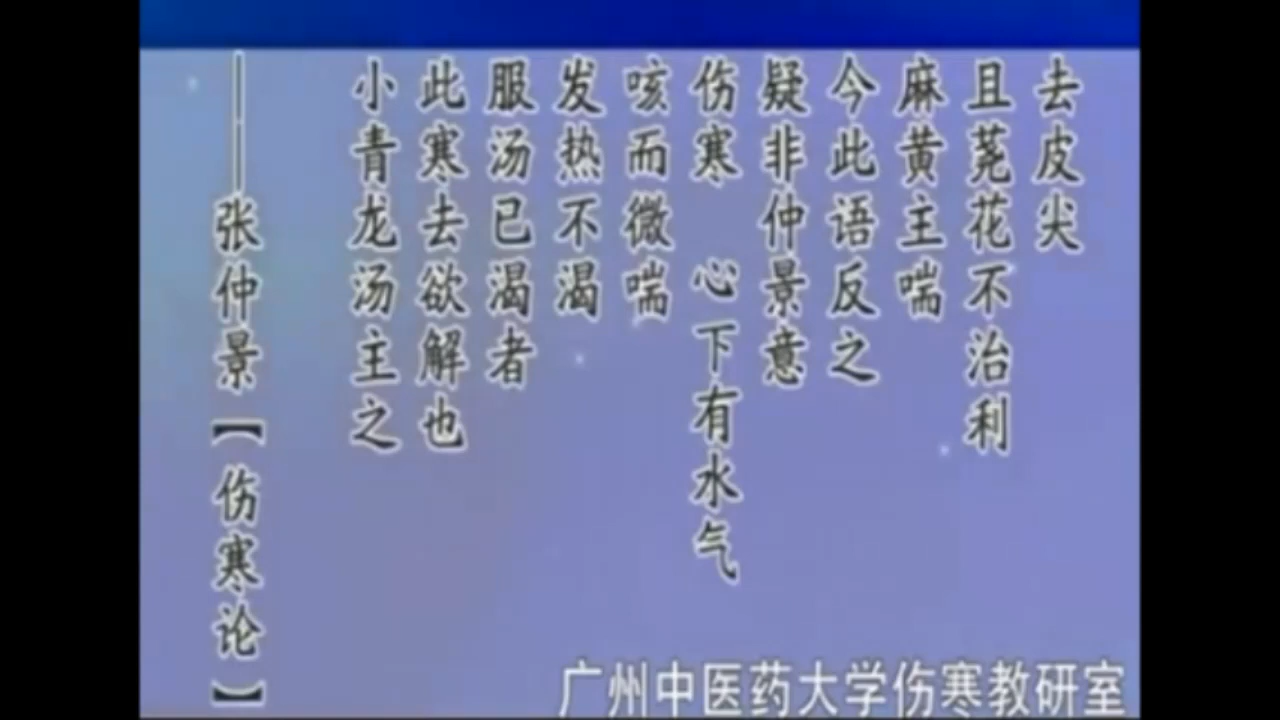 去皮尖
且荛花不治利
麻黄主喘
今此语反之
疑非仲景意
伤寒 心下有水气
咳而微喘
发热不渴
服汤已渴者
此寒去欲解也
小青龙汤主之
——张仲景【伤寒论】
广州中医药大学伤寒教研室